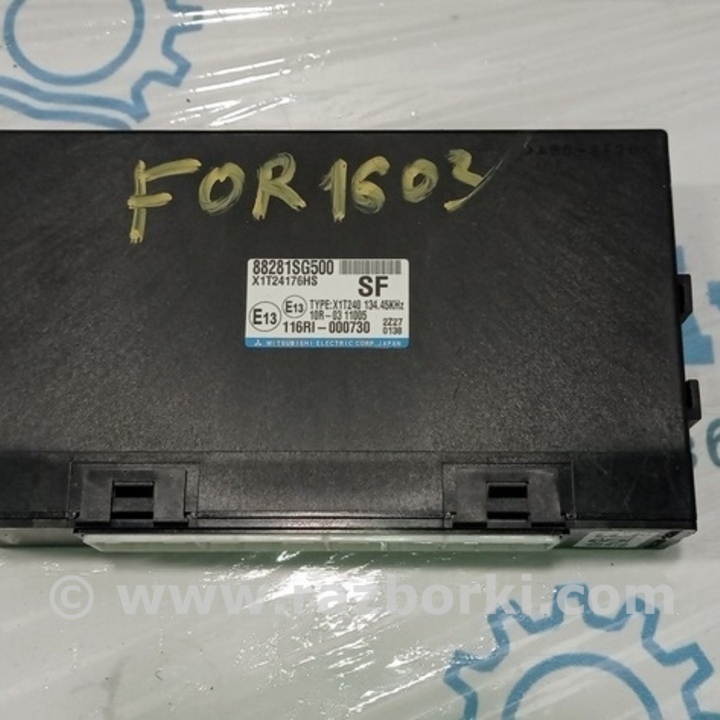 FOR1603
88281SG500
X1T24176HS
SF
E13
E13
TYPE:X1T240 134.45KHz
10R-03 11005
116RI-000730
2Z27
0138
MITSUBISHI ELECTRIC CORP.JAPAN
© www.razborki.com